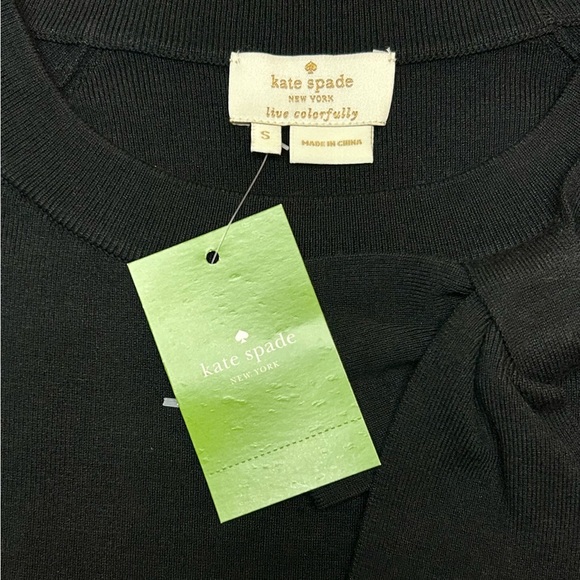 kate spade
NEW YORK
live colorfully
S
MADE IN CHINA
kate spade
NEW YORK